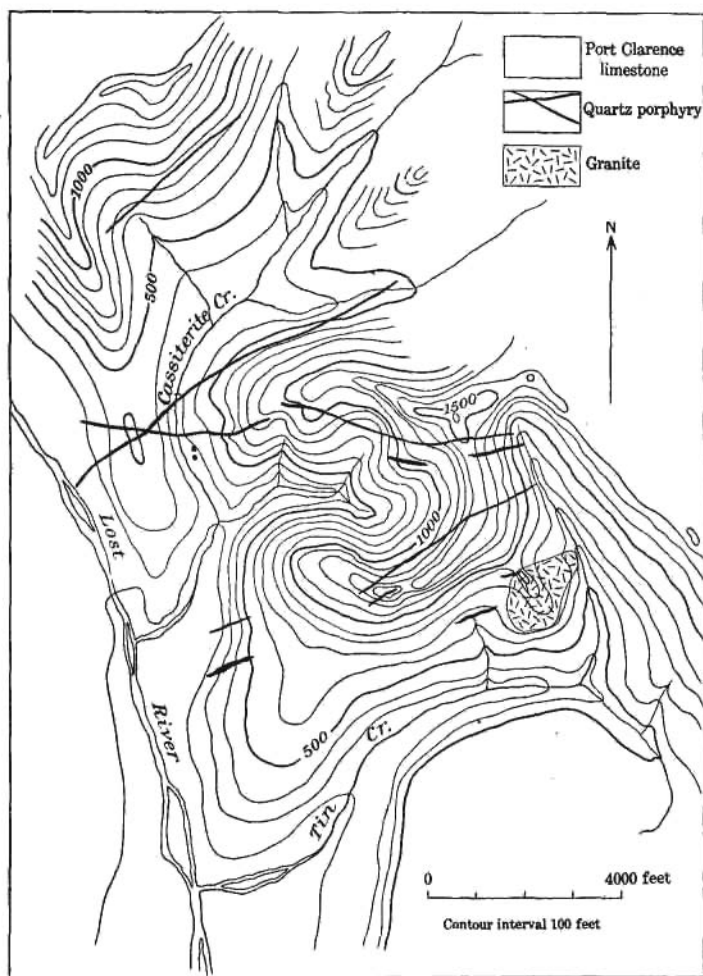 Port Clarence
limestone
Quartz porphyry
Granite
N
1000
500
Cassiterite Cr.
1500
Lost
1000
River
500
Cr.
Tin
0 4000 feet
Contour interval 100 feet